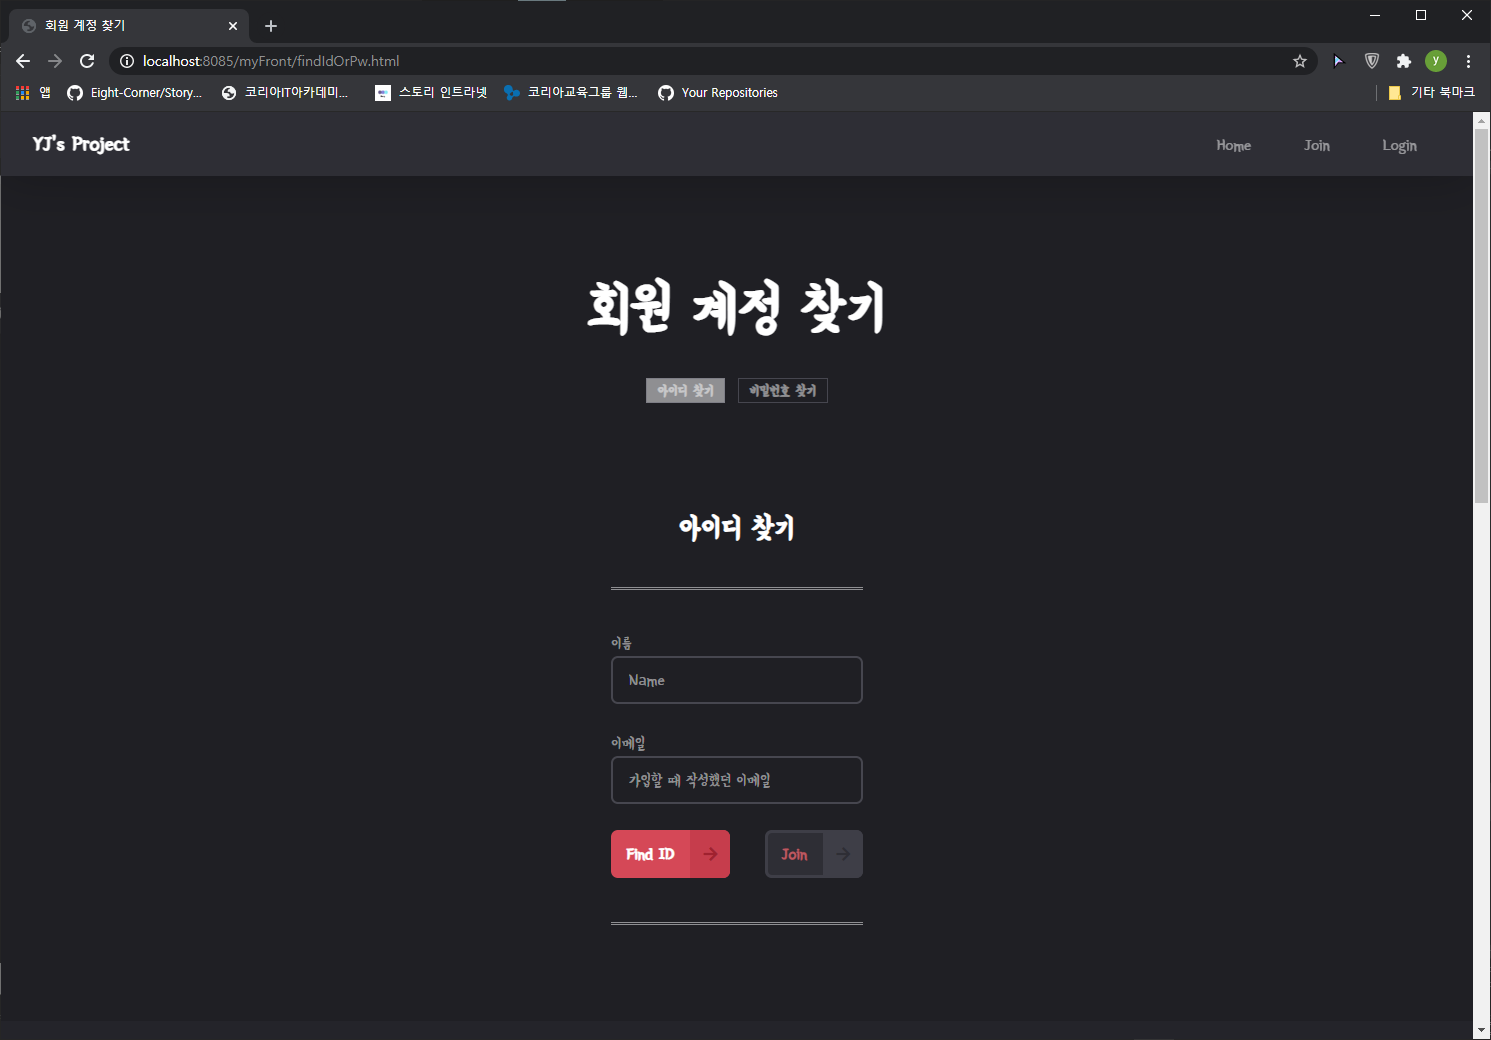 회원 계정 찾기
localhost:8085/myFront/findIdOrPw.html
y
앱 Eight-Corner/Story... 코리아IT아카데미... 스토리 인트라넷 코리아교육그룹 웹... Your Repositories 기타 북마크
YJ's Project Home Join Login
회원 계정 찾기
아이디 찾기 비밀번호 찾기
아이디 찾기
이름
Name
이메일
가입할 때 작성했던 이메일
Find ID Join